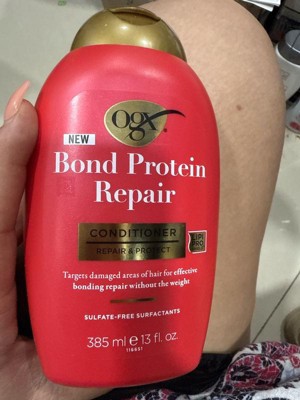 ogx
NEW
Bond Protein
Repair
CONDITIONER
REPAIR & PROTECT
Targets damaged areas of hair for effective
bonding repair without the weight
SULFATE-FREE SURFACTANTS
385 ml e 13 fl. oz.